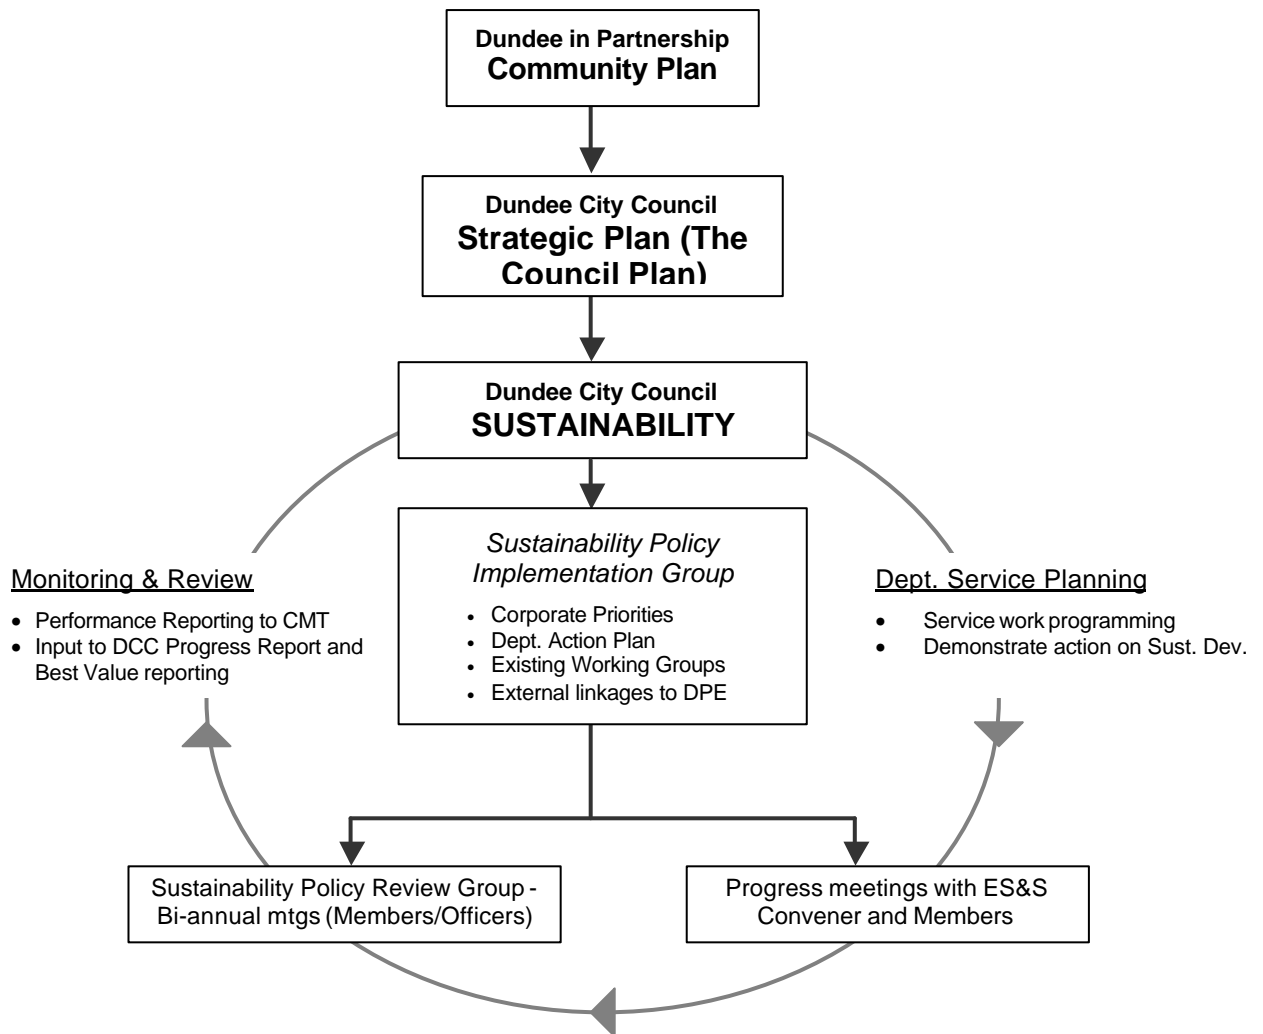 Dundee in Partnership
Community Plan
Dundee City Council
Strategic Plan (The
Council Plan)
Dundee City Council
SUSTAINABILITY
Sustainability Policy
Implementation Group
• Corporate Priorities
• Dept. Action Plan
• Existing Working Groups
• External linkages to DPE
Monitoring & Review
• Performance Reporting to CMT
• Input to DCC Progress Report and
Best Value reporting
Dept. Service Planning
• Service work programming
• Demonstrate action on Sust. Dev.
Sustainability Policy Review Group -
Bi-annual mtgs (Members/Officers)
Progress meetings with ES&S
Convener and Members